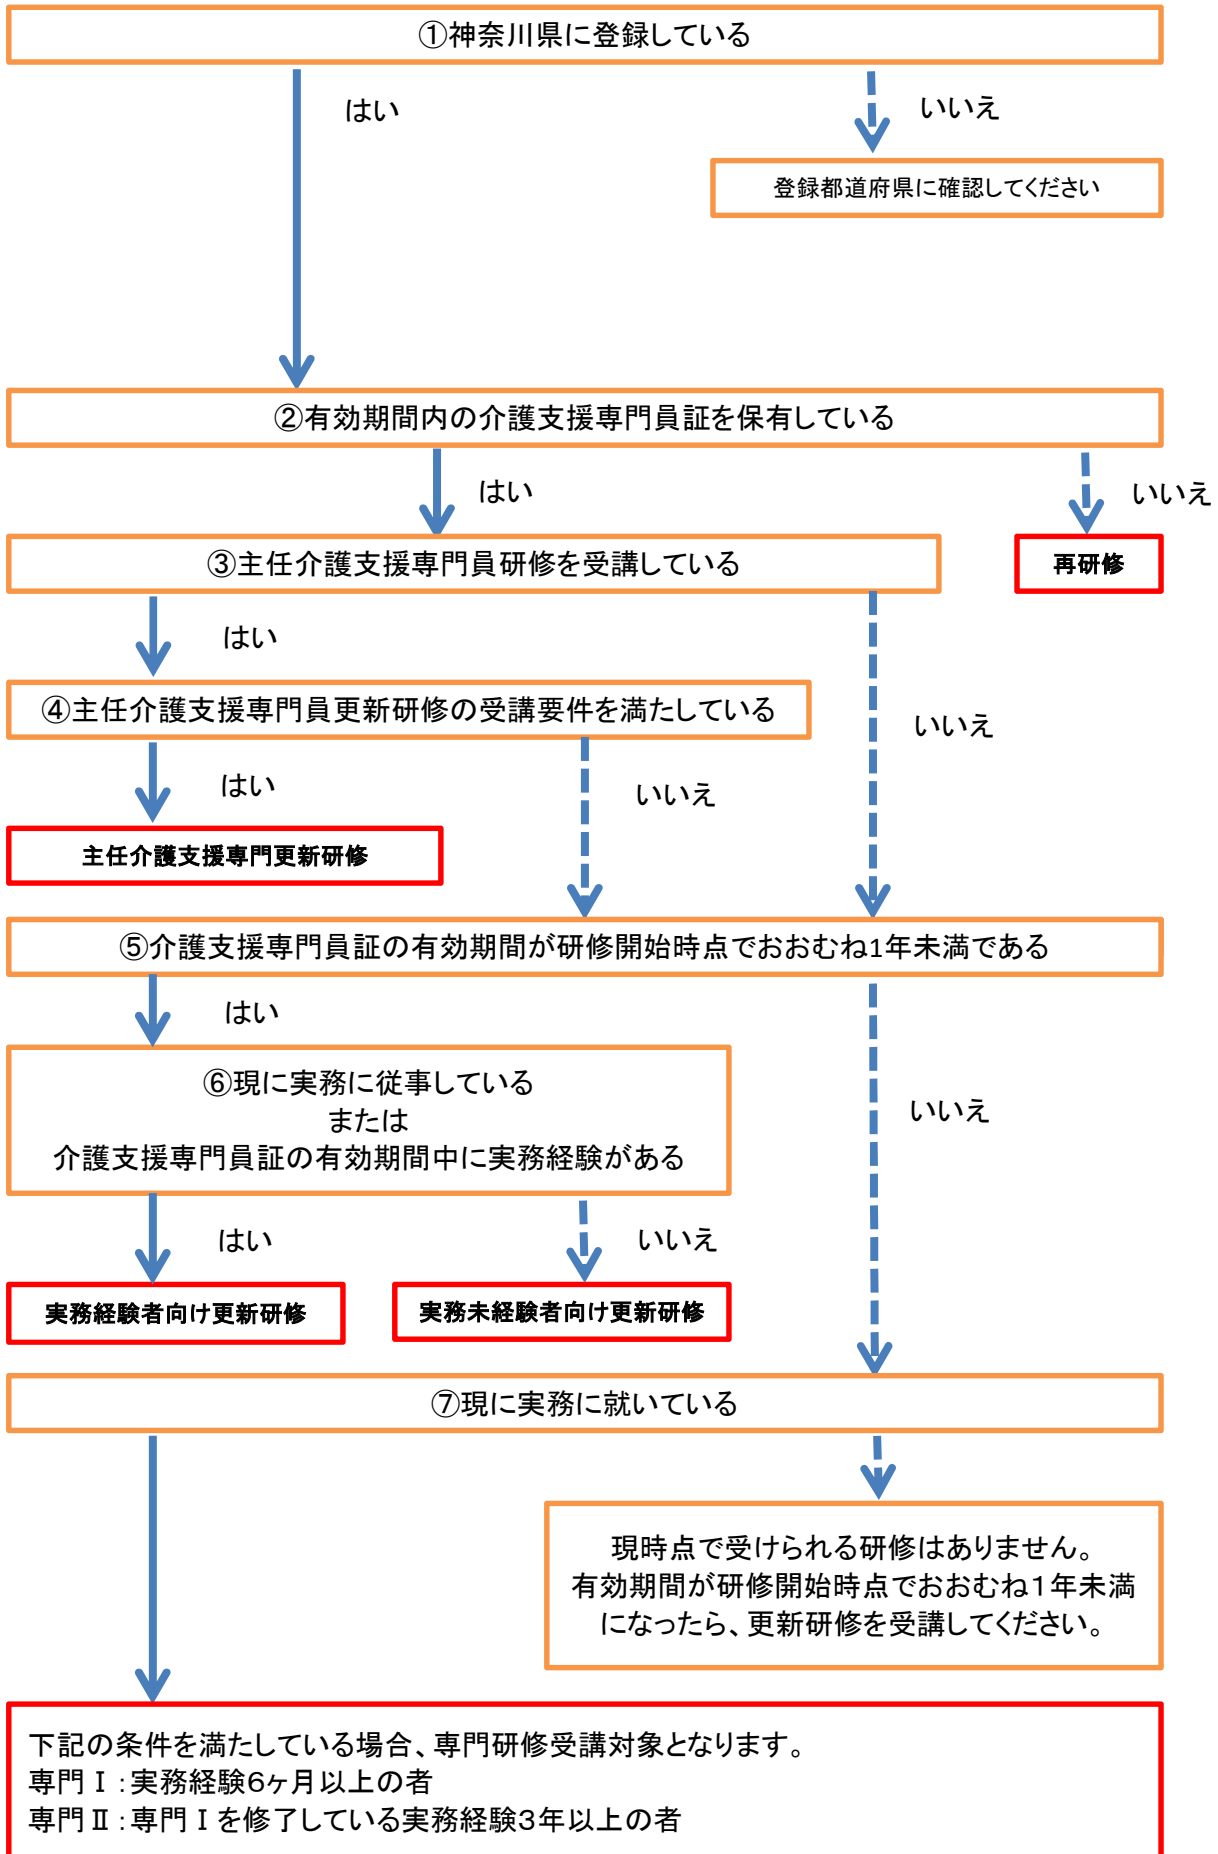 ①神奈川県に登録している
はい
いいえ
登録都道府県に確認してください
②有効期間内の介護支援専門員証を保有している
はい
いいえ
③主任介護支援専門員研修を受講している
再研修
はい
いいえ
④主任介護支援専門員更新研修の受講要件を満たしている
はい
いいえ
主任介護支援専門更新研修
⑤介護支援専門員証の有効期間が研修開始時点でおおむね1年未満である
はい
いいえ
⑥現に実務に従事している
または
介護支援専門員証の有効期間中に実務経験がある
はい
いいえ
実務経験者向け更新研修
実務未経験者向け更新研修
⑦現に実務に就いている
現時点で受けられる研修はありません。
有効期間が研修開始時点でおおむね１年未満
になったら、更新研修を受講してください。
下記の条件を満たしている場合、専門研修受講対象となります。
専門Ⅰ：実務経験６ヶ月以上の者
専門Ⅱ：専門Ⅰを修了している実務経験３年以上の者